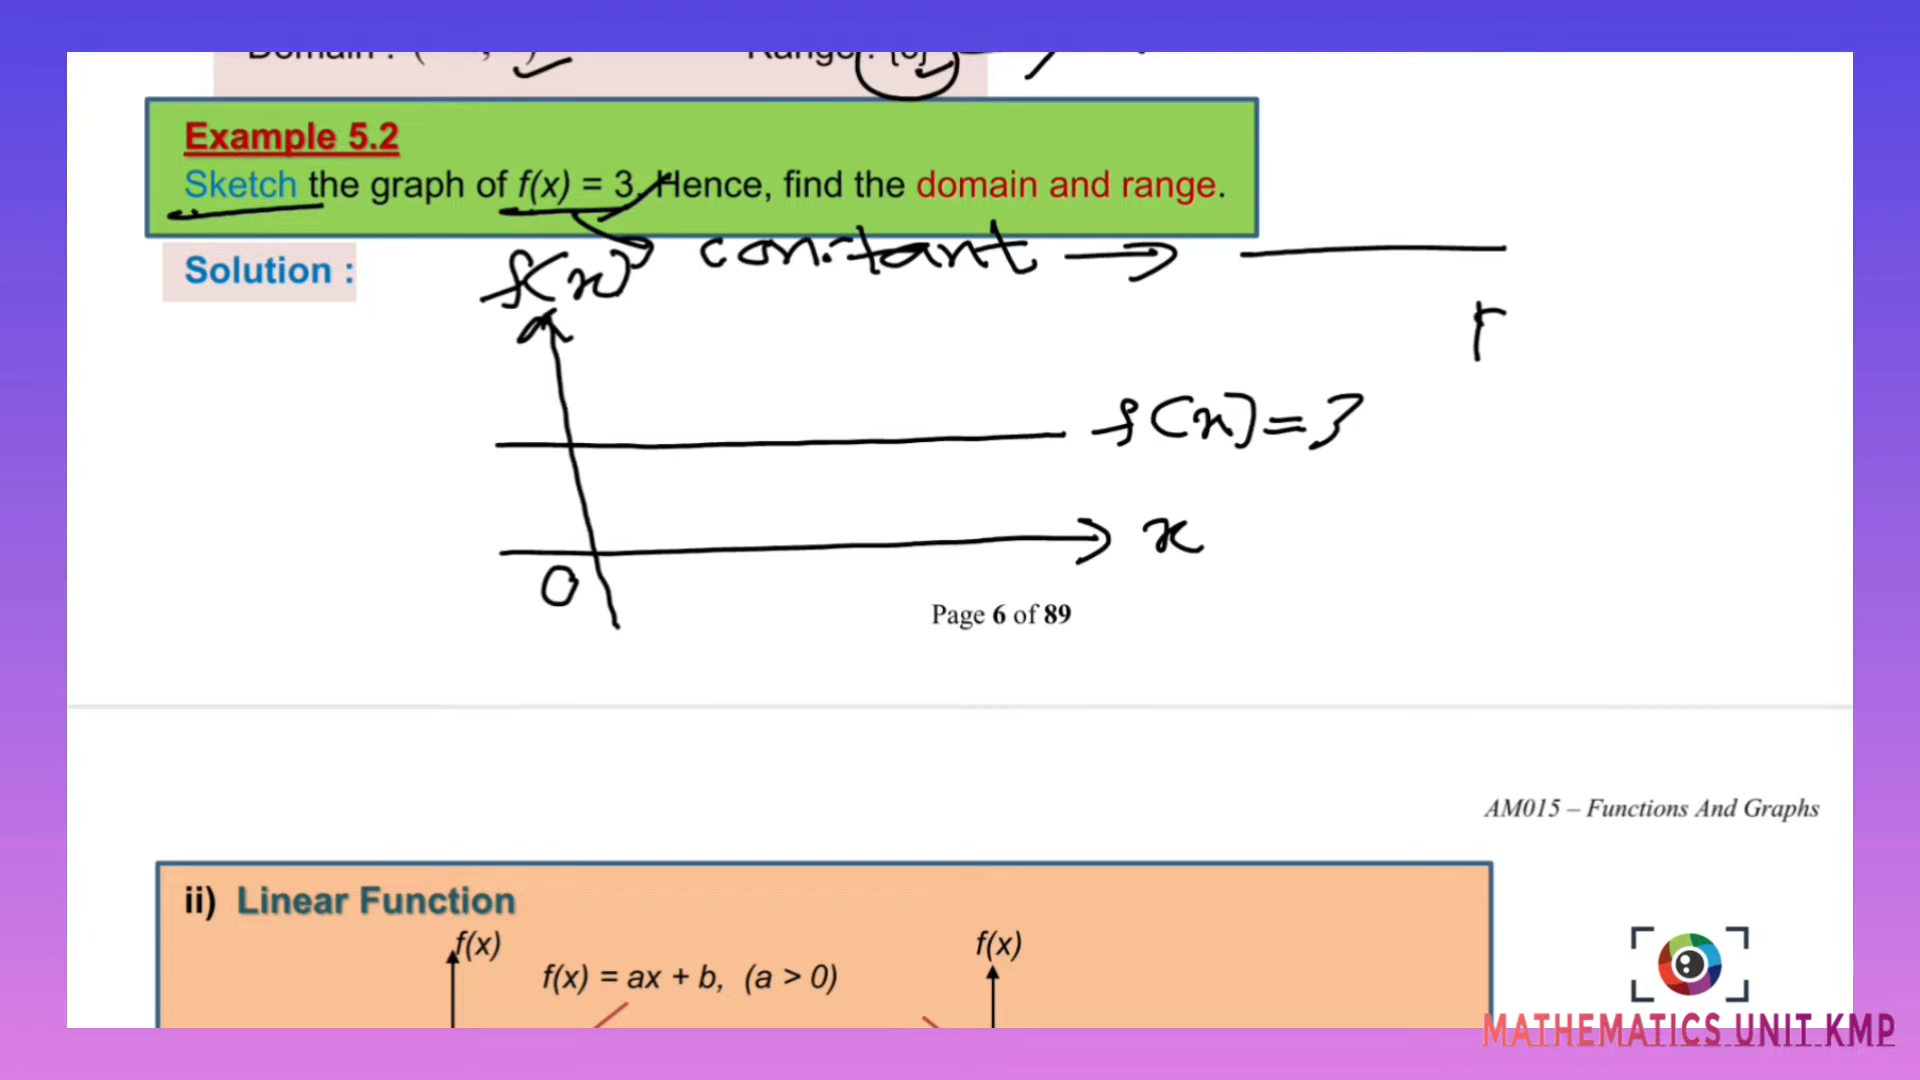 Example 5.2
Sketch the graph of f(x) = 3. Hence, find the domain and range.
Solution :
f(x) constant →
f(x) = 3
x
0
Page 6 of 89
AM015 – Functions And Graphs
ii) Linear Function
f(x)
f(x) = ax + b, (a > 0)
f(x)
MATHEMATICS UNIT KMP